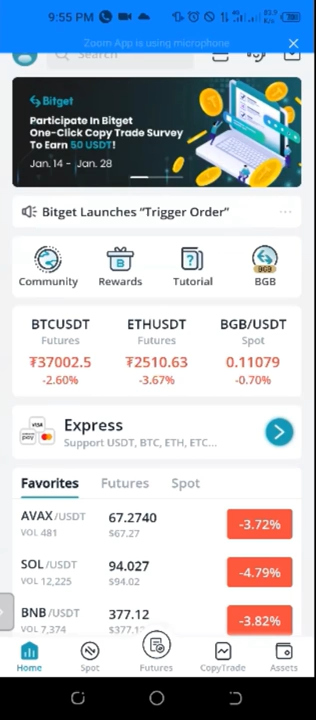 9:55 PM
Zoom App is using microphone
Search
Bitget
Participate In Bitget
One-Click Copy Trade Survey
To Earn 50 USDT!
Jan. 14 - Jan. 28
Bitget Launches "Trigger Order"
Community Rewards Tutorial BGB
BTCUSDT ETHUSDT BGB/USDT
Futures Futures Spot
₮37002.5 ₮2510.63 0.11079
-2.60% -3.67% -0.70%
Express
Support USDT, BTC, ETH, ETC...
Favorites Futures Spot
AVAX/USDT 67.2740 -3.72%
VOL 481 $67.27
SOL/USDT 94.027 -4.79%
VOL 12,225 $94.02
BNB/USDT 377.12 -3.82%
VOL 7,374
Home Spot Futures CopyTrade Assets